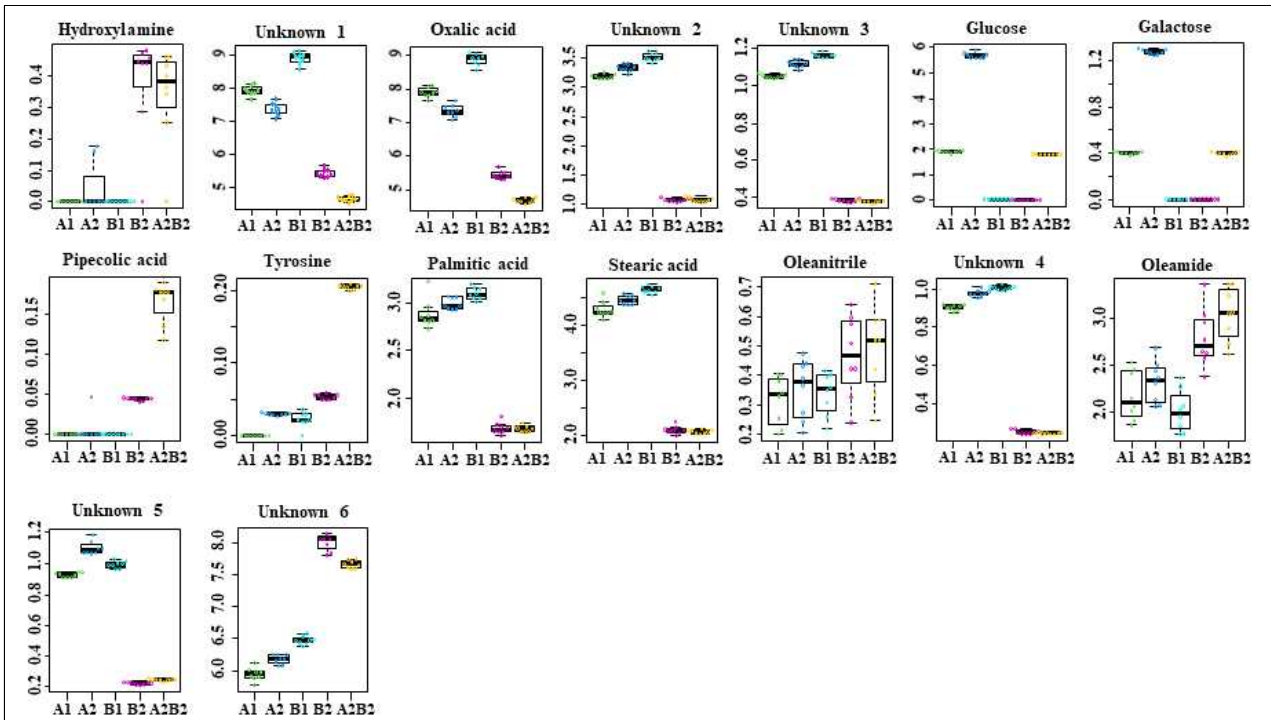 Hydroxylamine
0.0 0.1 0.2 0.3 0.4
A1 A2 B1 B2 A2B2
Unknown 1
5 6 7 8 9
A1 A2 B1 B2 A2B2
Oxalic acid
5 6 7 8 9
A1 A2 B1 B2 A2B2
Unknown 2
1.0 1.5 2.0 2.5 3.0 3.5
A1 A2 B1 B2 A2B2
Unknown 3
0.4 0.6 0.8 1.0 1.2
A1 A2 B1 B2 A2B2
Glucose
0 1 2 3 4 5 6
A1 A2 B1 B2 A2B2
Galactose
0.0 0.4 0.8 1.2
A1 A2 B1 B2 A2B2
Pipecolic acid
0.00 0.05 0.10 0.15
A1 A2 B1 B2 A2B2
Tyrosine
0.00 0.10 0.20
A1 A2 B1 B2 A2B2
Palmitic acid
2.0 2.5 3.0
A1 A2 B1 B2 A2B2
Stearic acid
2.0 3.0 4.0
A1 A2 B1 B2 A2B2
Oleanitrile
0.2 0.3 0.4 0.5 0.6 0.7
A1 A2 B1 B2 A2B2
Unknown 4
0.4 0.6 0.8 1.0
A1 A2 B1 B2 A2B2
Oleamide
2.0 2.5 3.0
A1 A2 B1 B2 A2B2
Unknown 5
0.2 0.4 0.6 0.8 1.0 1.2
A1 A2 B1 B2 A2B2
Unknown 6
6.0 6.5 7.0 7.5 8.0
A1 A2 B1 B2 A2B2